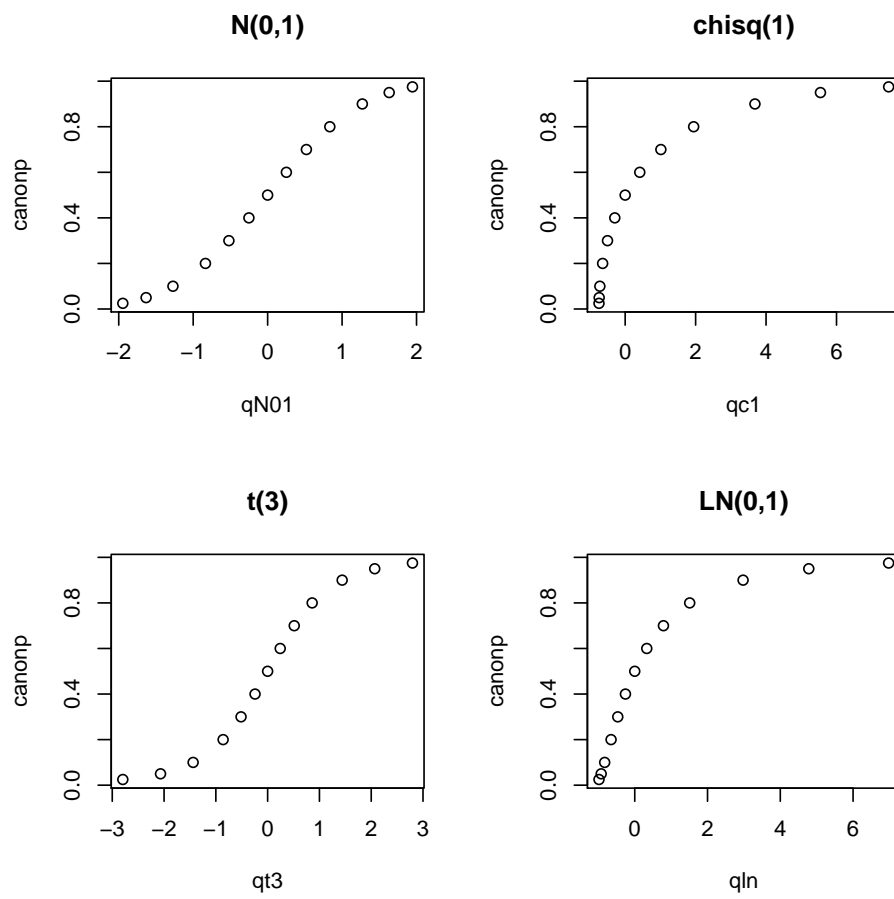 N(0,1)
canonp
0.0 0.4 0.8
−2 −1 0 1 2
qN01
chisq(1)
canonp
0.0 0.4 0.8
0 2 4 6
qc1
t(3)
canonp
0.0 0.4 0.8
−3 −2 −1 0 1 2 3
qt3
LN(0,1)
canonp
0.0 0.4 0.8
0 2 4 6
qln